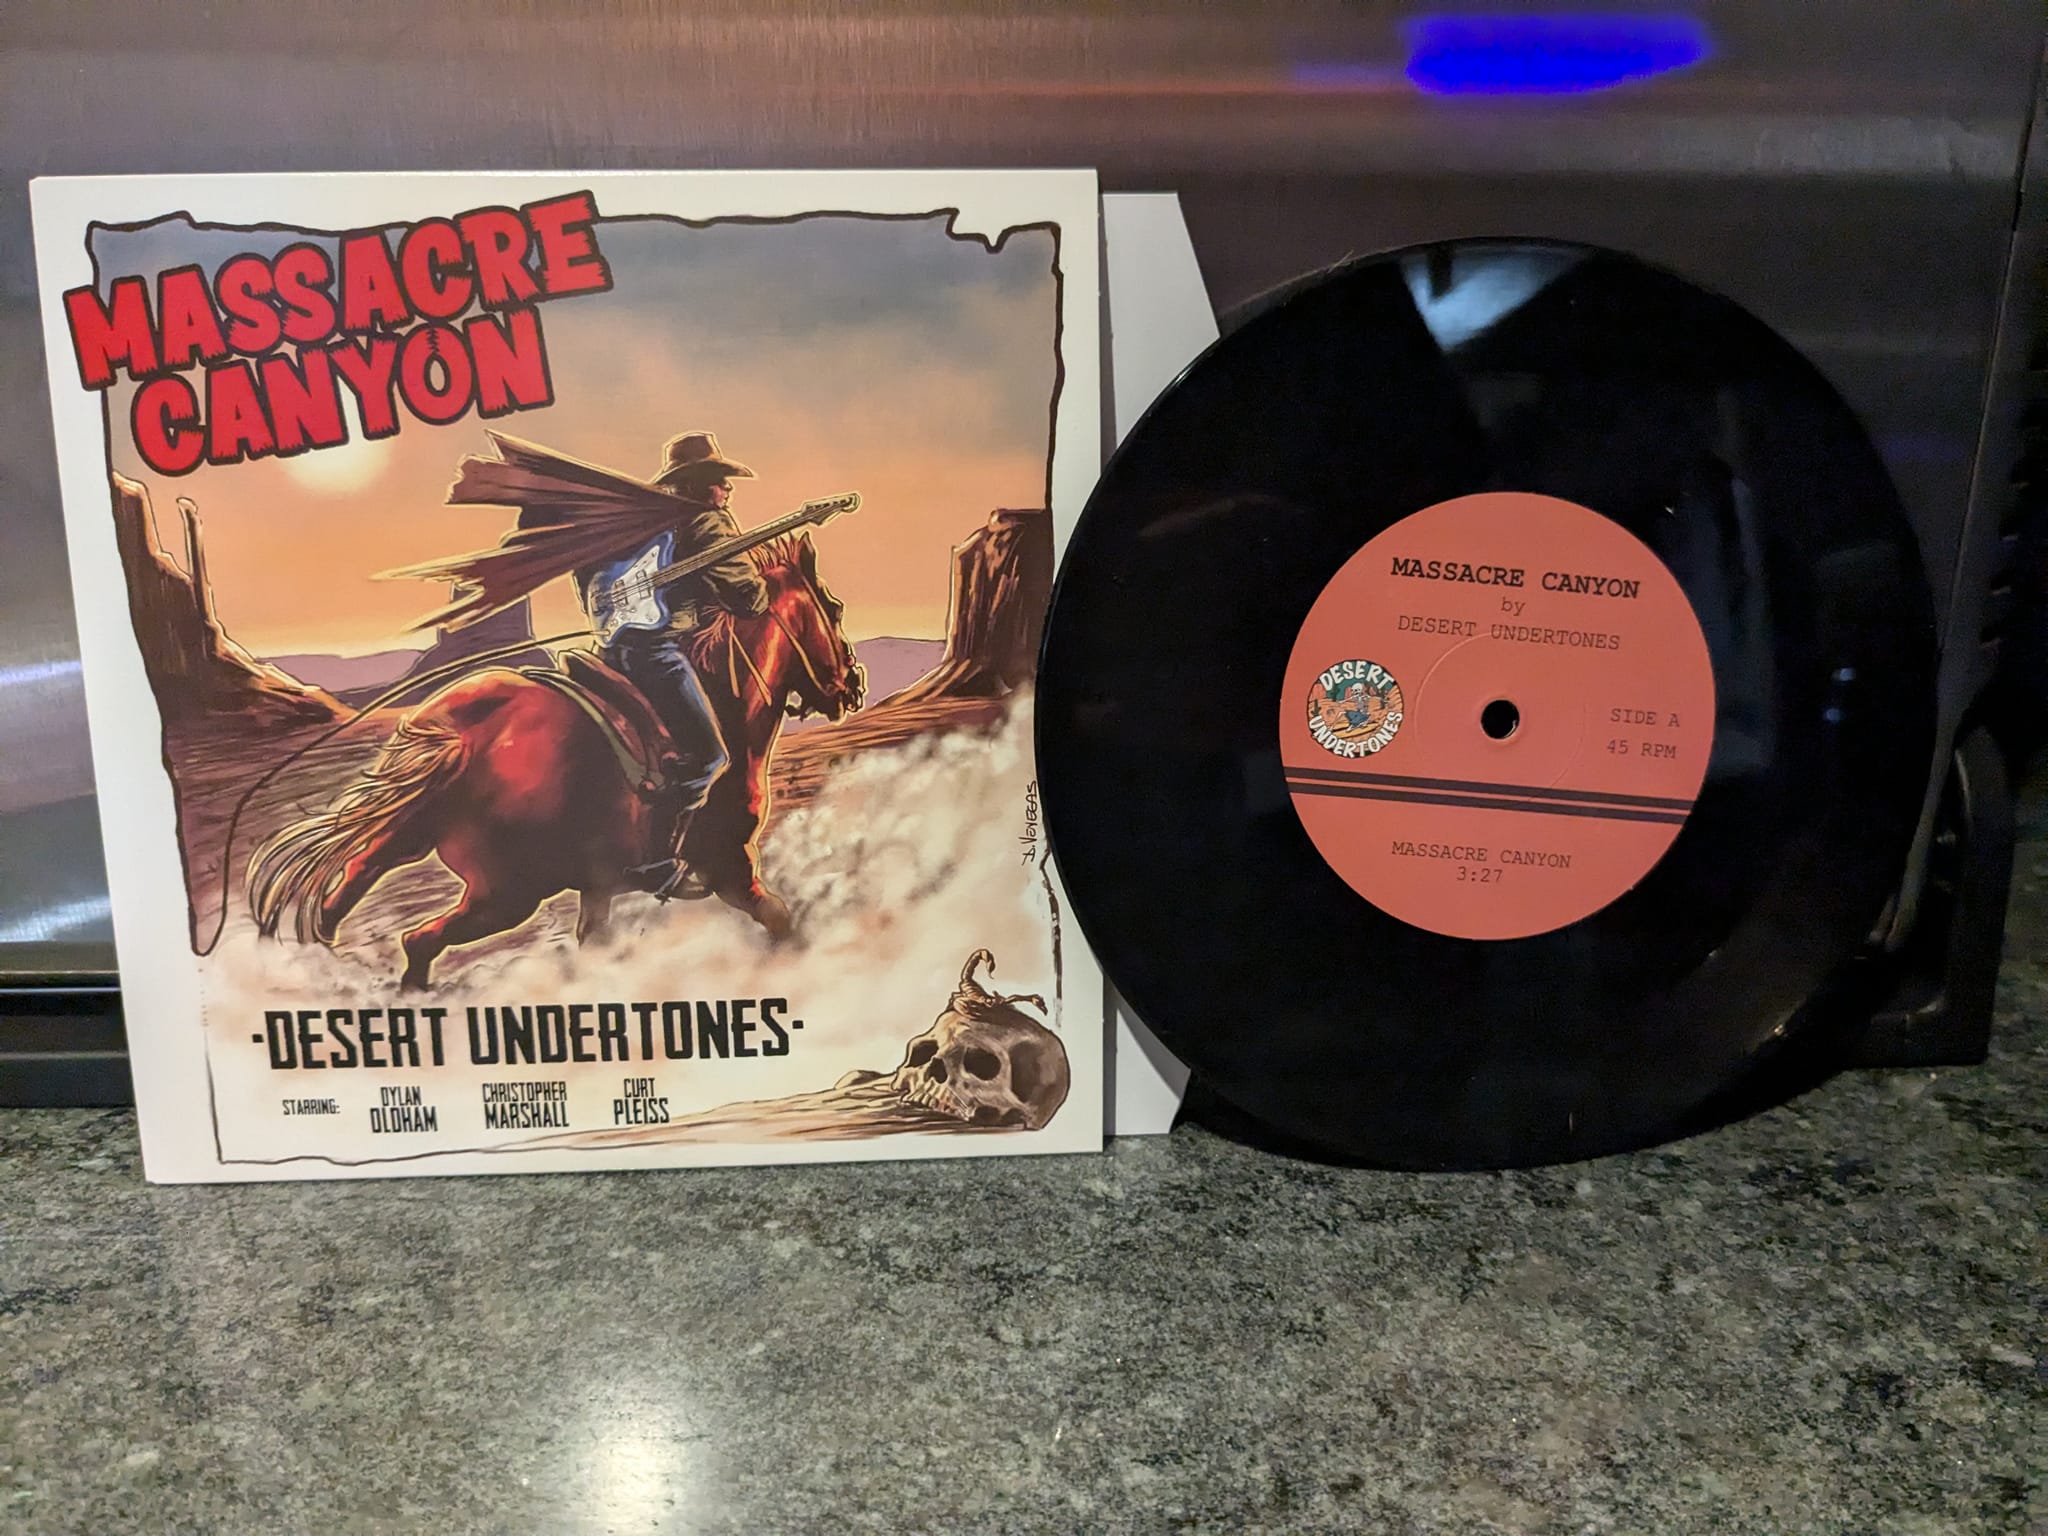 MASSACRE
CANYON
A. VENEGAS
·DESERT UNDERTONES·
STARRING:
DYLAN
OLDHAM
CHRISTOPHER
MARSHALL
CURT
PLEISS
MASSACRE CANYON
by
DESERT UNDERTONES
DESERT
UNDERTONES
SIDE A
45 RPM
MASSACRE CANYON
3:27